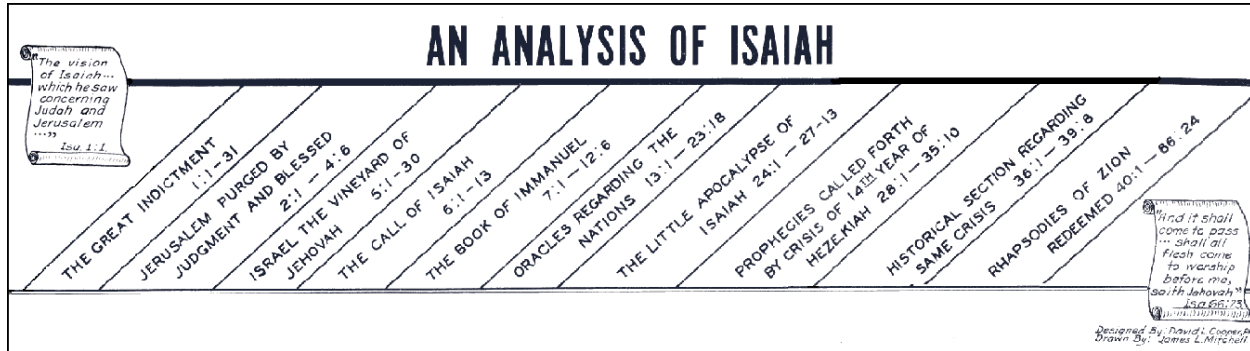 AN ANALYSIS OF ISAIAH
"The vision
of Isaiah...
which he saw
concerning
Judah and
Jerusalem
..."
Isa. 1:1.
THE GREAT INDICTMENT
1:1-31
JERUSALEM PURGED BY
JUDGMENT AND BLESSED
2:1 — 4:6
ISRAEL THE VINEYARD OF
JEHOVAH 5:1-30
THE CALL OF ISAIAH
6:1-13
THE BOOK OF IMMANUEL
7:1 — 12:6
ORACLES REGARDING THE
NATIONS 13:1 — 23:18
THE LITTLE APOCALYPSE OF
ISAIAH 24:1 — 27-13
PROPHECIES CALLED FORTH
BY CRISIS OF 14TH YEAR OF
HEZEKIAH 28:1 — 35:10
HISTORICAL SECTION REGARDING
SAME CRISIS 36:1 — 39:8
RHAPSODIES OF ZION
REDEEMED 40:1 — 66:24
"And it shall
come to pass
... shall all
flesh come
to worship
before me,
saith Jehovah"
Isa 66:23
Designed By: David L. Cooper,
Drawn By: James L. Mitchell